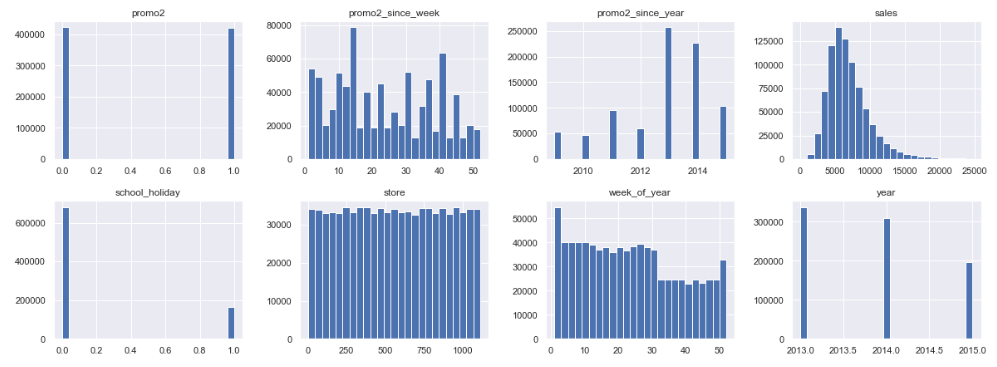 promo2
400000
300000
200000
100000
0
0.0 0.2 0.4 0.6 0.8 1.0
promo2_since_week
80000
60000
40000
20000
0
0 10 20 30 40 50
promo2_since_year
250000
200000
150000
100000
50000
0
2010 2012 2014
sales
125000
100000
75000
50000
25000
0
0 5000 10000 15000 20000 25000
school_holiday
600000
400000
200000
0
0.0 0.2 0.4 0.6 0.8 1.0
store
30000
20000
10000
0
0 250 500 750 1000
week_of_year
50000
40000
30000
20000
10000
0
0 10 20 30 40 50
year
300000
200000
100000
0
2013.0 2013.5 2014.0 2014.5 2015.0